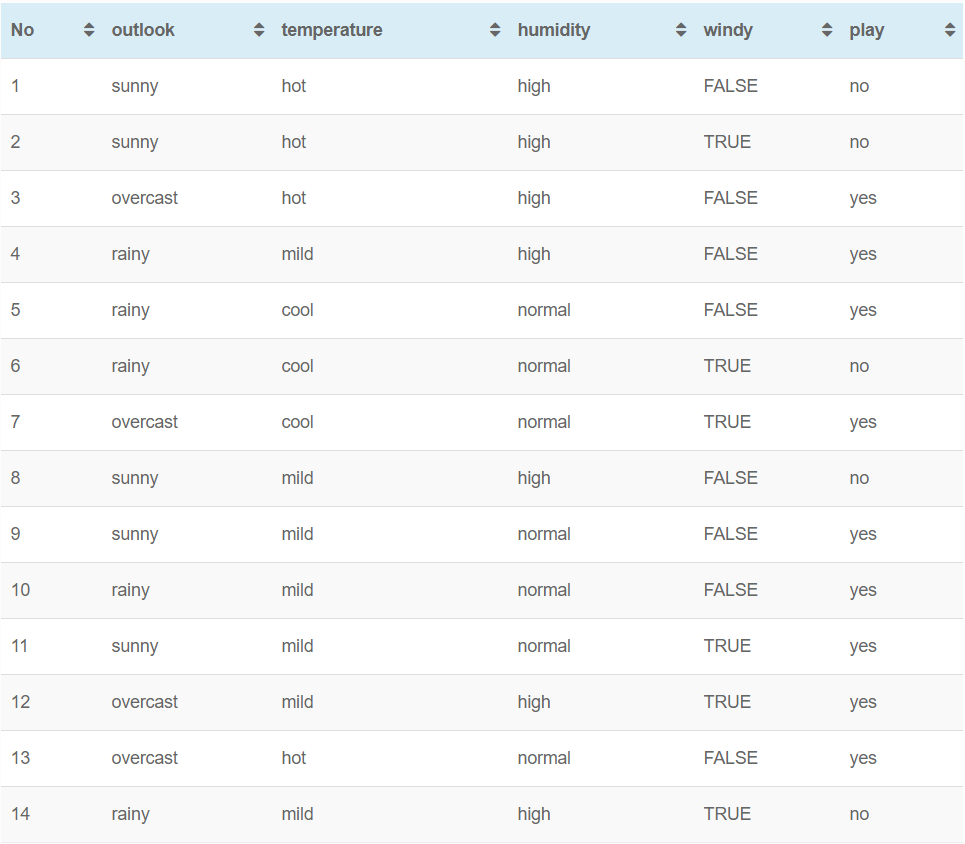 No outlook temperature humidity windy play
1 sunny hot high FALSE no
2 sunny hot high TRUE no
3 overcast hot high FALSE yes
4 rainy mild high FALSE yes
5 rainy cool normal FALSE yes
6 rainy cool normal TRUE no
7 overcast cool normal TRUE yes
8 sunny mild high FALSE no
9 sunny mild normal FALSE yes
10 rainy mild normal FALSE yes
11 sunny mild normal TRUE yes
12 overcast mild high TRUE yes
13 overcast hot normal FALSE yes
14 rainy mild high TRUE no